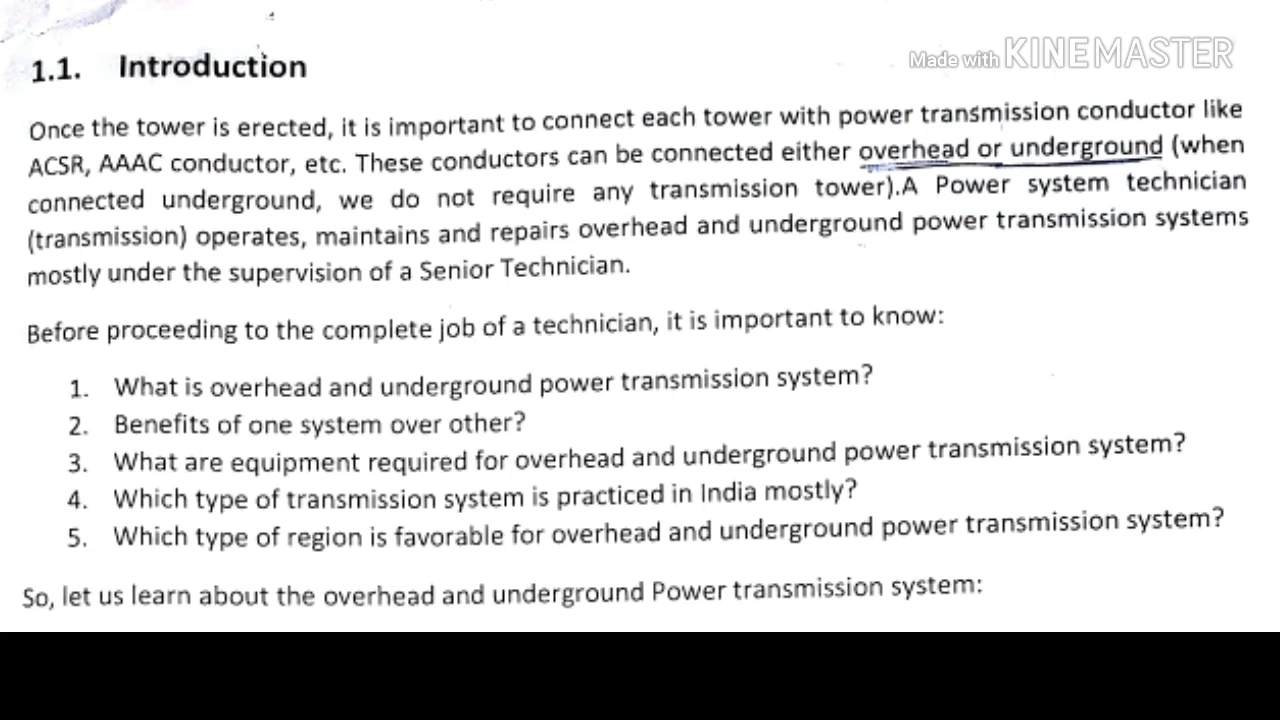 Made with KINEMASTER
1.1. Introduction
Once the tower is erected, it is important to connect each tower with power transmission conductor like
ACSR, AAAC conductor, etc. These conductors can be connected either overhead or underground (when
connected underground, we do not require any transmission tower).A Power system technician
(transmission) operates, maintains and repairs overhead and underground power transmission systems
mostly under the supervision of a Senior Technician.
Before proceeding to the complete job of a technician, it is important to know:
1. What is overhead and underground power transmission system?
2. Benefits of one system over other?
3. What are equipment required for overhead and underground power transmission system?
4. Which type of transmission system is practiced in India mostly?
5. Which type of region is favorable for overhead and underground power transmission system?
So, let us learn about the overhead and underground Power transmission system: